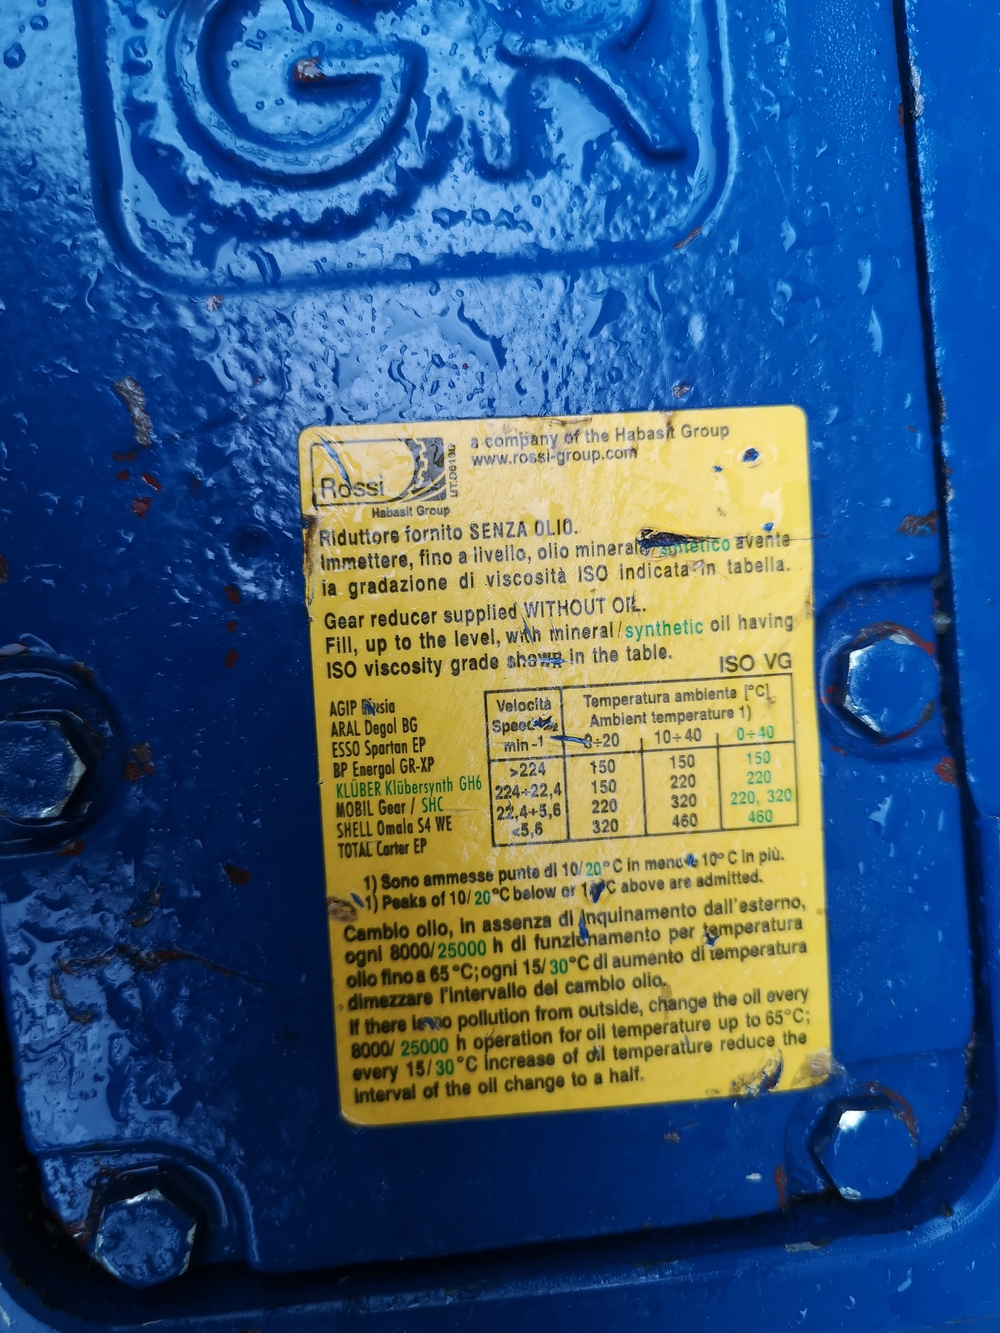 GR
Rossi
Habasit Group
UT.D0130
a company of the Habasit Group
www.rossi-group.com
Riduttore fornito SENZA OLIO.
Immettere, fino a livello, olio minerale/sintetico avente
la gradazione di viscosità ISO indicata in tabella.
Gear reducer supplied WITHOUT OIL.
Fill, up to the level, with mineral/synthetic oil having
ISO viscosity grade shown in the table.
ISO VG
AGIP Blasia
ARAL Degol BG
ESSO Spartan EP
BP Energol GR-XP
KLÜBER Klübersynth GH6
MOBIL Gear / SHC
SHELL Omala S4 WE
TOTAL Carter EP
Velocità Temperatura ambiente [°C]
Speed Ambient temperature 1)
min -1 0÷20 10÷40 0÷40
>224 150 150 150
224÷22,4 150 220 220
22,4÷5,6 220 320 220, 320
<5,6 320 460 460
1) Sono ammesse punte di 10/20°C in meno e 10°C in più.
1) Peaks of 10/20°C below or 10°C above are admitted.
Cambio olio, in assenza di inquinamento dall'esterno,
ogni 8000/25000 h di funzionamento per temperatura
olio fino a 65°C; ogni 15/30°C di aumento di temperatura
dimezzare l'intervallo del cambio olio.
If there is no pollution from outside, change the oil every
8000/ 25000 h operation for oil temperature up to 65°C;
every 15/30°C increase of oil temperature reduce the
interval of the oil change to a half.